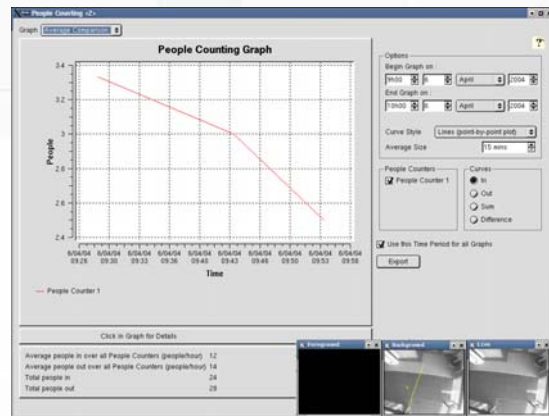 People Counting <2>
Graph Average Comparison
People Counting Graph
3.4
3.2
3
2.8
2.6
2.4
People
6/04/04 6/04/04 6/04/04 6/04/04 6/04/04 6/04/04 6/04/04 6/04/04 6/04/04 6/04/04
09:26 09:30 09:33 09:36 09:40 09:43 09:46 09:50 09:53 09:56
Time
People Counter 1
Click in Graph for Details
Average people in over all People Counters (people/hour) 12
Average people out over all People Counters (people/hour) 14
Total people in 24
Total people out 28
?
Options
Begin Graph on :
9h00 6 April 2004
End Graph on :
10h00 6 April 2004
Curve Style Lines (point-by-point plot)
Average Size 15 mins
People Counters
People Counter 1
Curves
In
Out
Sum
Difference
Use this Time Period for all Graphs
Export
Foreground
Background
Live